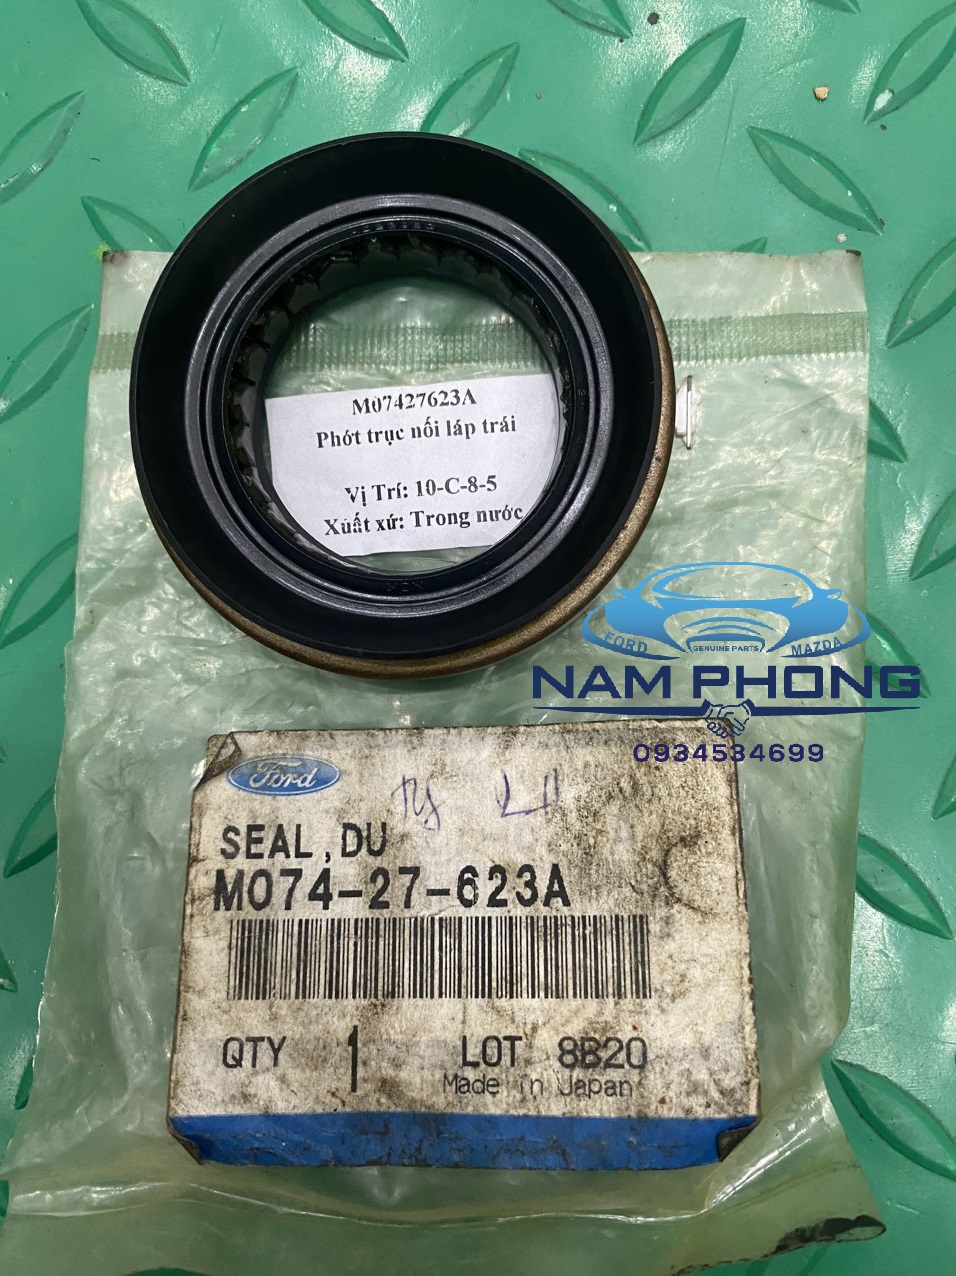 M07427623A
Phớt trục nối láp trái
Vị Trí: 10-C-8-5
Xuất xứ: Trong nước
FORD GENUINE PARTS MAZDA
NAM PHONG
0934534699
Ford
SEAL, DU
M074-27-623A
QTY 1 LOT 8B20
Made in Japan